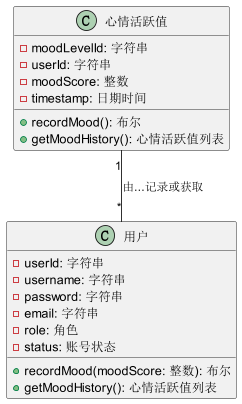 C 心情活跃值
moodLevelId: 字符串
userId: 字符串
moodScore: 整数
timestamp: 日期时间
recordMood(): 布尔
getMoodHistory(): 心情活跃值列表
1
由...记录或获取
*
C 用户
userId: 字符串
username: 字符串
password: 字符串
email: 字符串
role: 角色
status: 账号状态
recordMood(moodScore: 整数): 布尔
getMoodHistory(): 心情活跃值列表